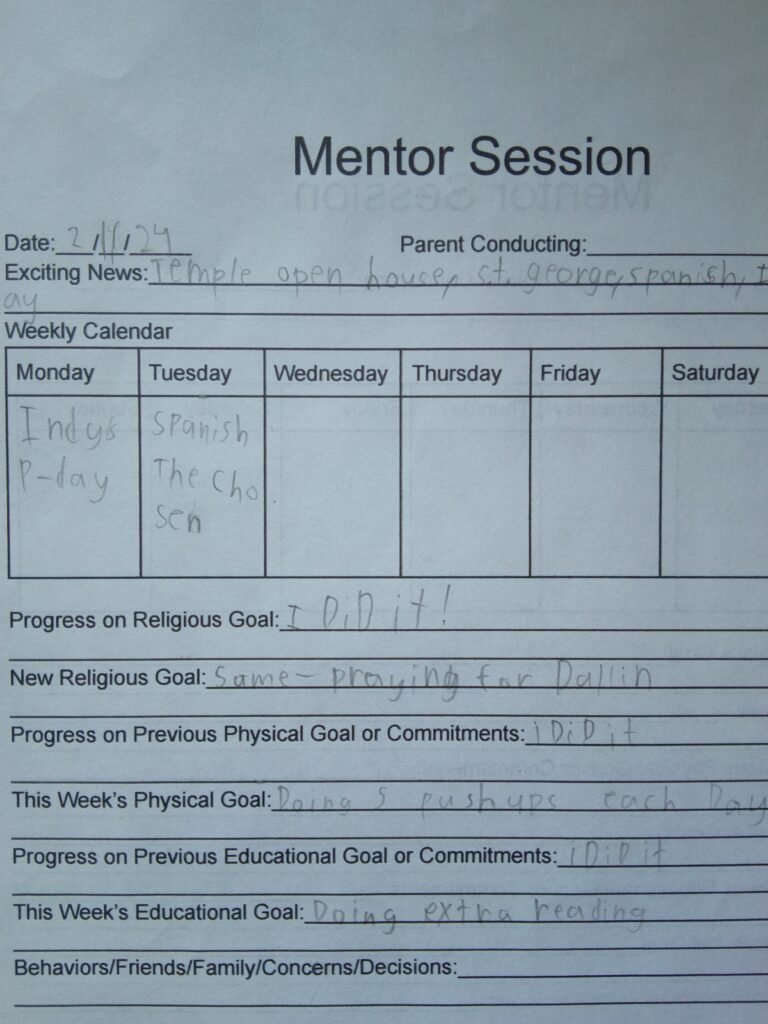 Mentor Session
Date: 2/11/24 Parent Conducting:
Exciting News: Temple open house, st. george, spanish, I
ay
Weekly Calendar
Monday Tuesday Wednesday Thursday Friday Saturday
Indys Spanish
P-day The Cho
sen
Progress on Religious Goal: I DiD it!
New Religious Goal: Same- praying for Dallin
Progress on Previous Physical Goal or Commitments: i DiD it
This Week's Physical Goal: Doing 5 pushups each Day
Progress on Previous Educational Goal or Commitments: i DiD it
This Week's Educational Goal: Doing extra reading
Behaviors/Friends/Family/Concerns/Decisions: